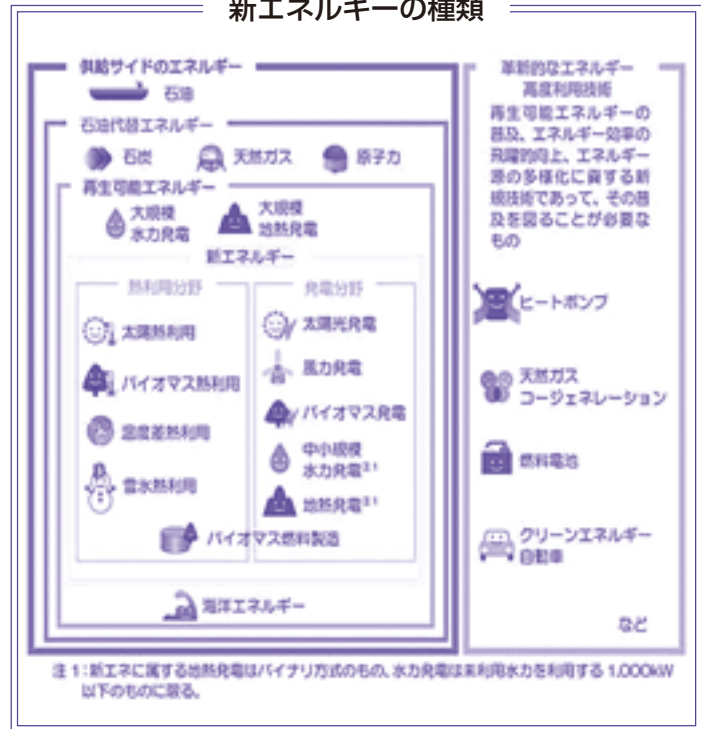 新エネルギーの種類
供給サイドのエネルギー
石油
石油代替エネルギー
石炭
天然ガス
原子力
再生可能エネルギー
大規模
水力発電
大規模
地熱発電
新エネルギー
熱利用分野
太陽熱利用
バイオマス熱利用
温度差熱利用
雪氷熱利用
発電分野
太陽光発電
風力発電
バイオマス発電
中小規模
水力発電注1
地熱発電注1
バイオマス燃料製造
海洋エネルギー
革新的なエネルギー
高度利用技術
再生可能エネルギーの
普及、エネルギー効率の
飛躍的向上、エネルギー
源の多様化に資する新
規技術であって、その普
及を図ることが必要な
もの
ヒートポンプ
天然ガス
コージェネレーション
燃料電池
クリーンエネルギー
自動車
など
注1:新エネに属する地熱発電はバイナリ方式のもの、水力発電は未利用水力を利用する1,000kW
以下のものに限る。